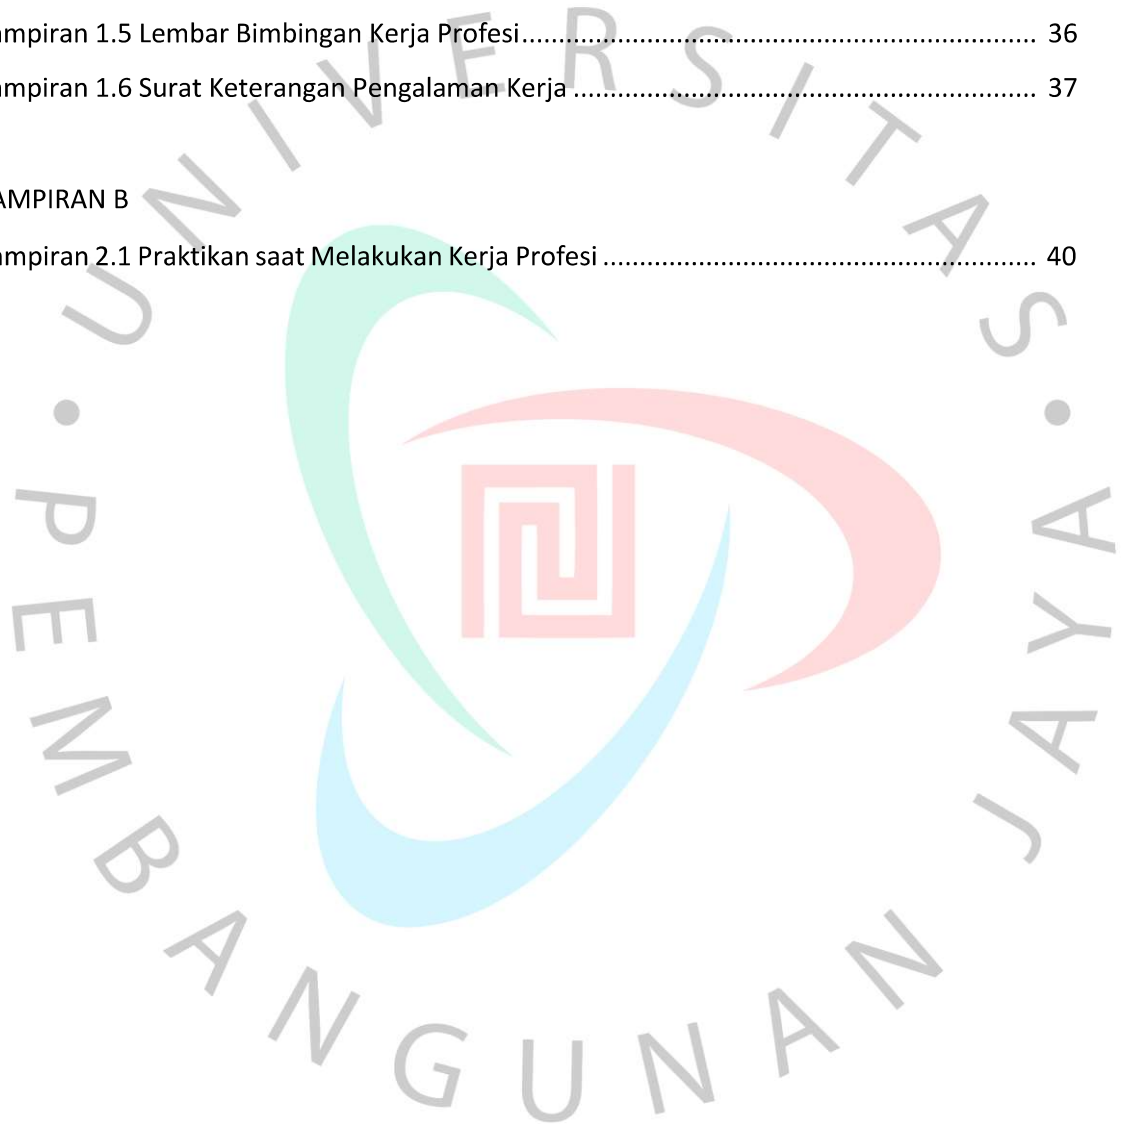 ampiran 1.5 Lembar Bimbingan Kerja Profesi.................................................................... 36
ampiran 1.6 Surat Keterangan Pengalaman Kerja .............................................................. 37
AMPIRAN B
ampiran 2.1 Praktikan saat Melakukan Kerja Profesi .......................................................... 40
UNIVERSITAS
• PEMBANGUNAN JAYA •